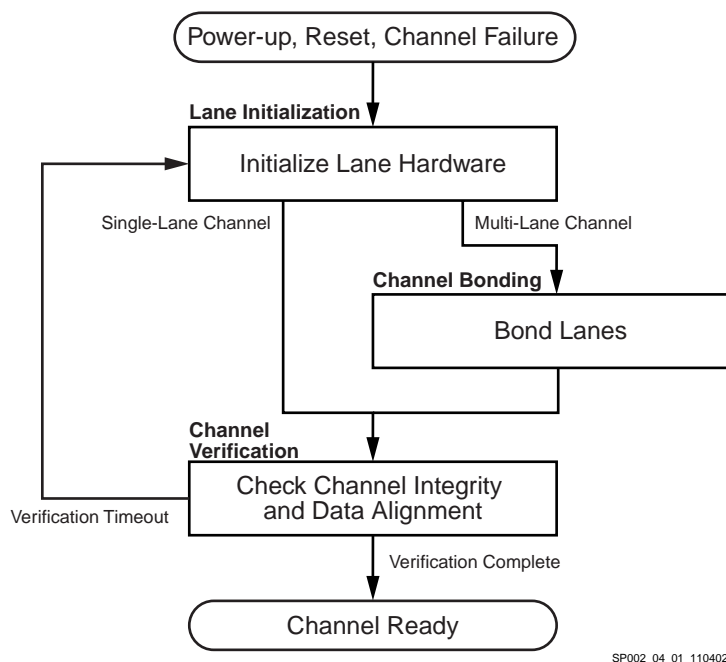 Power-up, Reset, Channel Failure
Lane Initialization
Initialize Lane Hardware
Single-Lane Channel
Multi-Lane Channel
Channel Bonding
Bond Lanes
Channel
Verification
Check Channel Integrity
and Data Alignment
Verification Timeout
Verification Complete
Channel Ready
SP002_04_01_110402